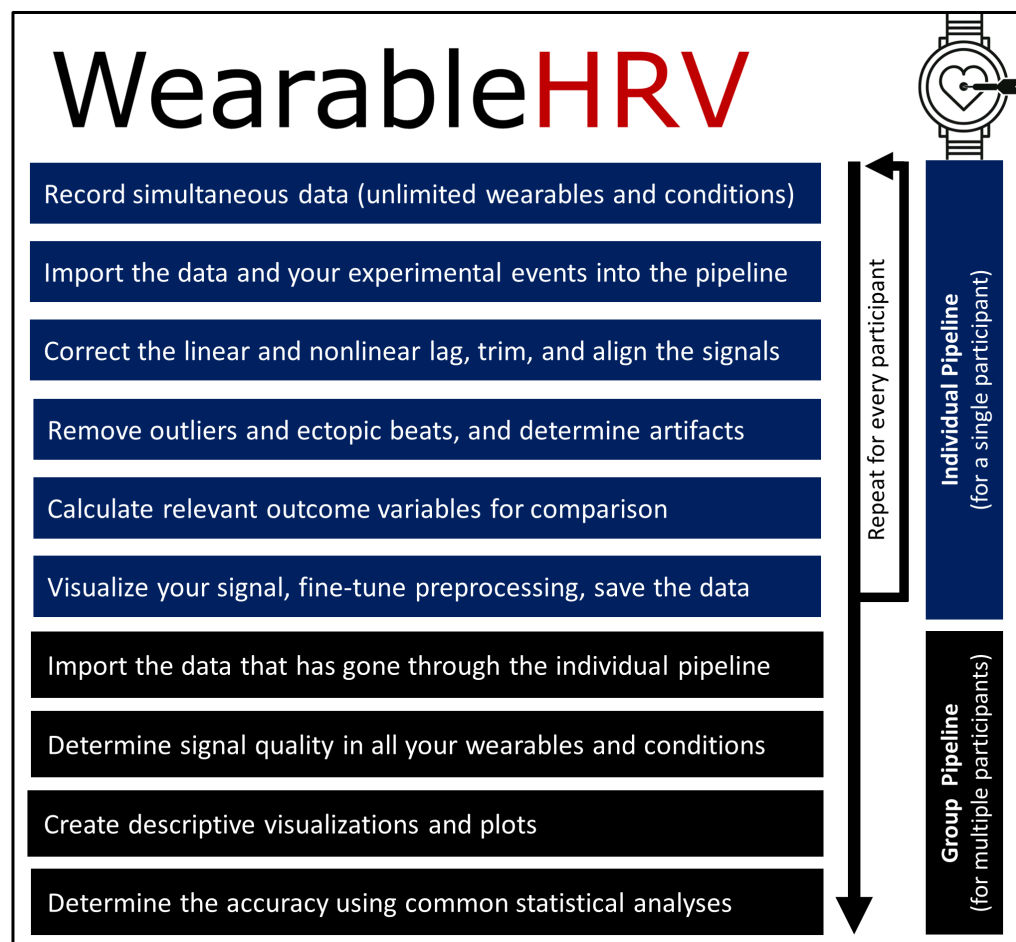 WearableHRV
Record simultaneous data (unlimited wearables and conditions)
Import the data and your experimental events into the pipeline
Correct the linear and nonlinear lag, trim, and align the signals
Remove outliers and ectopic beats, and determine artifacts
Calculate relevant outcome variables for comparison
Visualize your signal, fine-tune preprocessing, save the data
Import the data that has gone through the individual pipeline
Determine signal quality in all your wearables and conditions
Create descriptive visualizations and plots
Determine the accuracy using common statistical analyses
Repeat for every participant
Individual Pipeline
(for a single participant)
Group Pipeline
(for multiple participants)